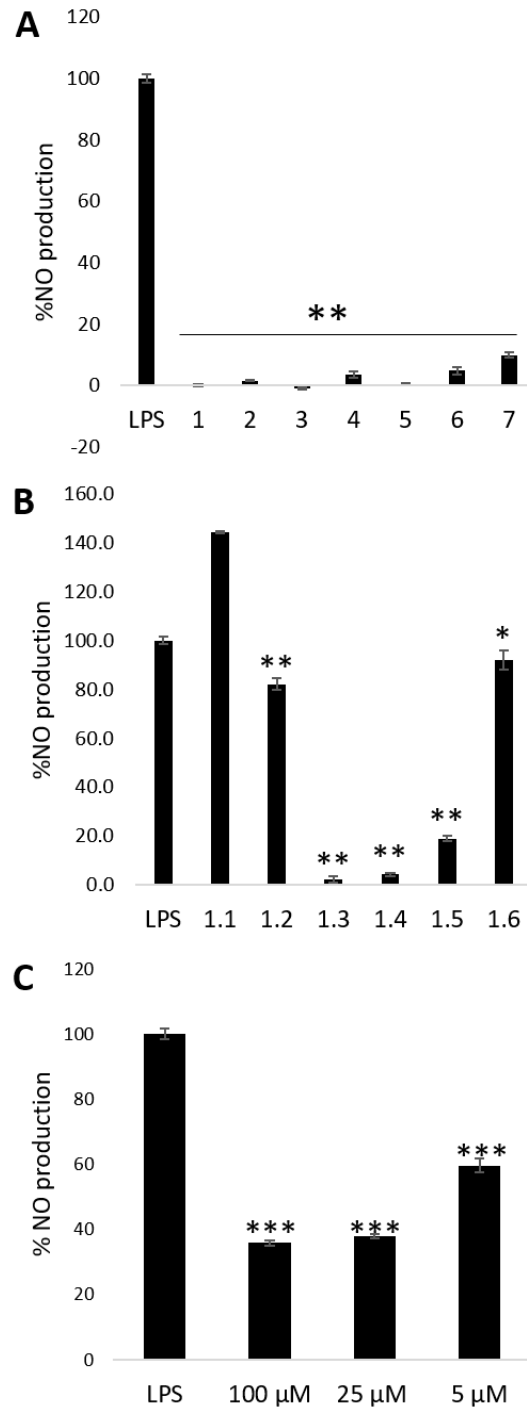 A
%NO production
120
100
80
60
40
20
0
-20
**
LPS 1 2 3 4 5 6 7
B
%NO production
160.0
140.0
120.0
100.0
80.0
60.0
40.0
20.0
0.0
** ** ** ** *
LPS 1.1 1.2 1.3 1.4 1.5 1.6
C
% NO production
120
100
80
60
40
20
0
*** *** ***
LPS 100 µM 25 µM 5 µM